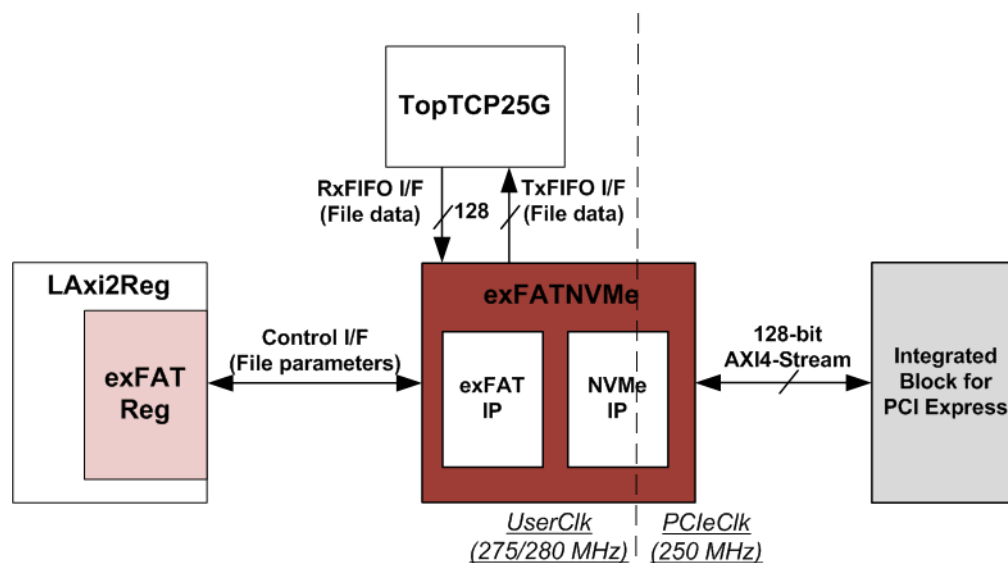 TopTCP25G
RxFIFO I/F
(File data)
128
TxFIFO I/F
(File data)
LAxi2Reg
exFAT
Reg
Control I/F
(File parameters)
exFATNVMe
exFAT
IP
NVMe
IP
128-bit
AXI4-Stream
Integrated
Block for
PCI Express
UserClk
(275/280 MHz)
PCIeClk
(250 MHz)